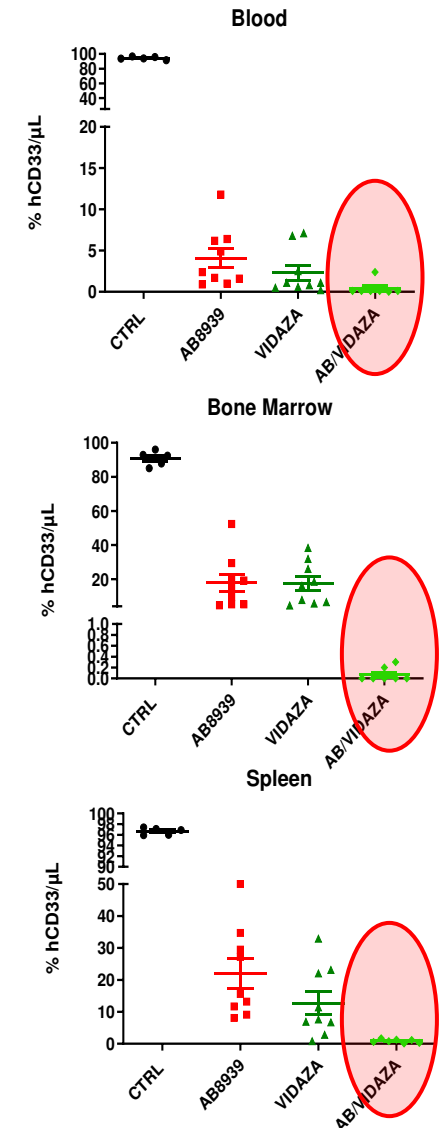 Blood
% hCD33/µL
100
80
60
40
20
15
10
5
0
CTRL
AB8939
VIDAZA
AB/VIDAZA
Bone Marrow
% hCD33/µL
100
80
60
40
20
1.0
0.8
0.6
0.4
0.2
0.0
CTRL
AB8939
VIDAZA
AB/VIDAZA
Spleen
% hCD33/µL
100
98
96
94
92
90
50
40
30
20
10
0
CTRL
AB8939
VIDAZA
AB/VIDAZA